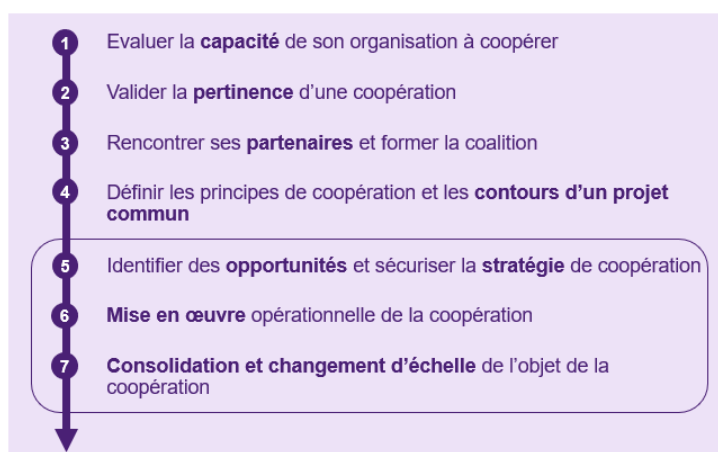 1 Evaluer la capacité de son organisation à coopérer
2 Valider la pertinence d'une coopération
3 Rencontrer ses partenaires et former la coalition
4 Définir les principes de coopération et les contours d'un projet
commun
5 Identifier des opportunités et sécuriser la stratégie de coopération
6 Mise en œuvre opérationnelle de la coopération
7 Consolidation et changement d'échelle de l'objet de la
coopération